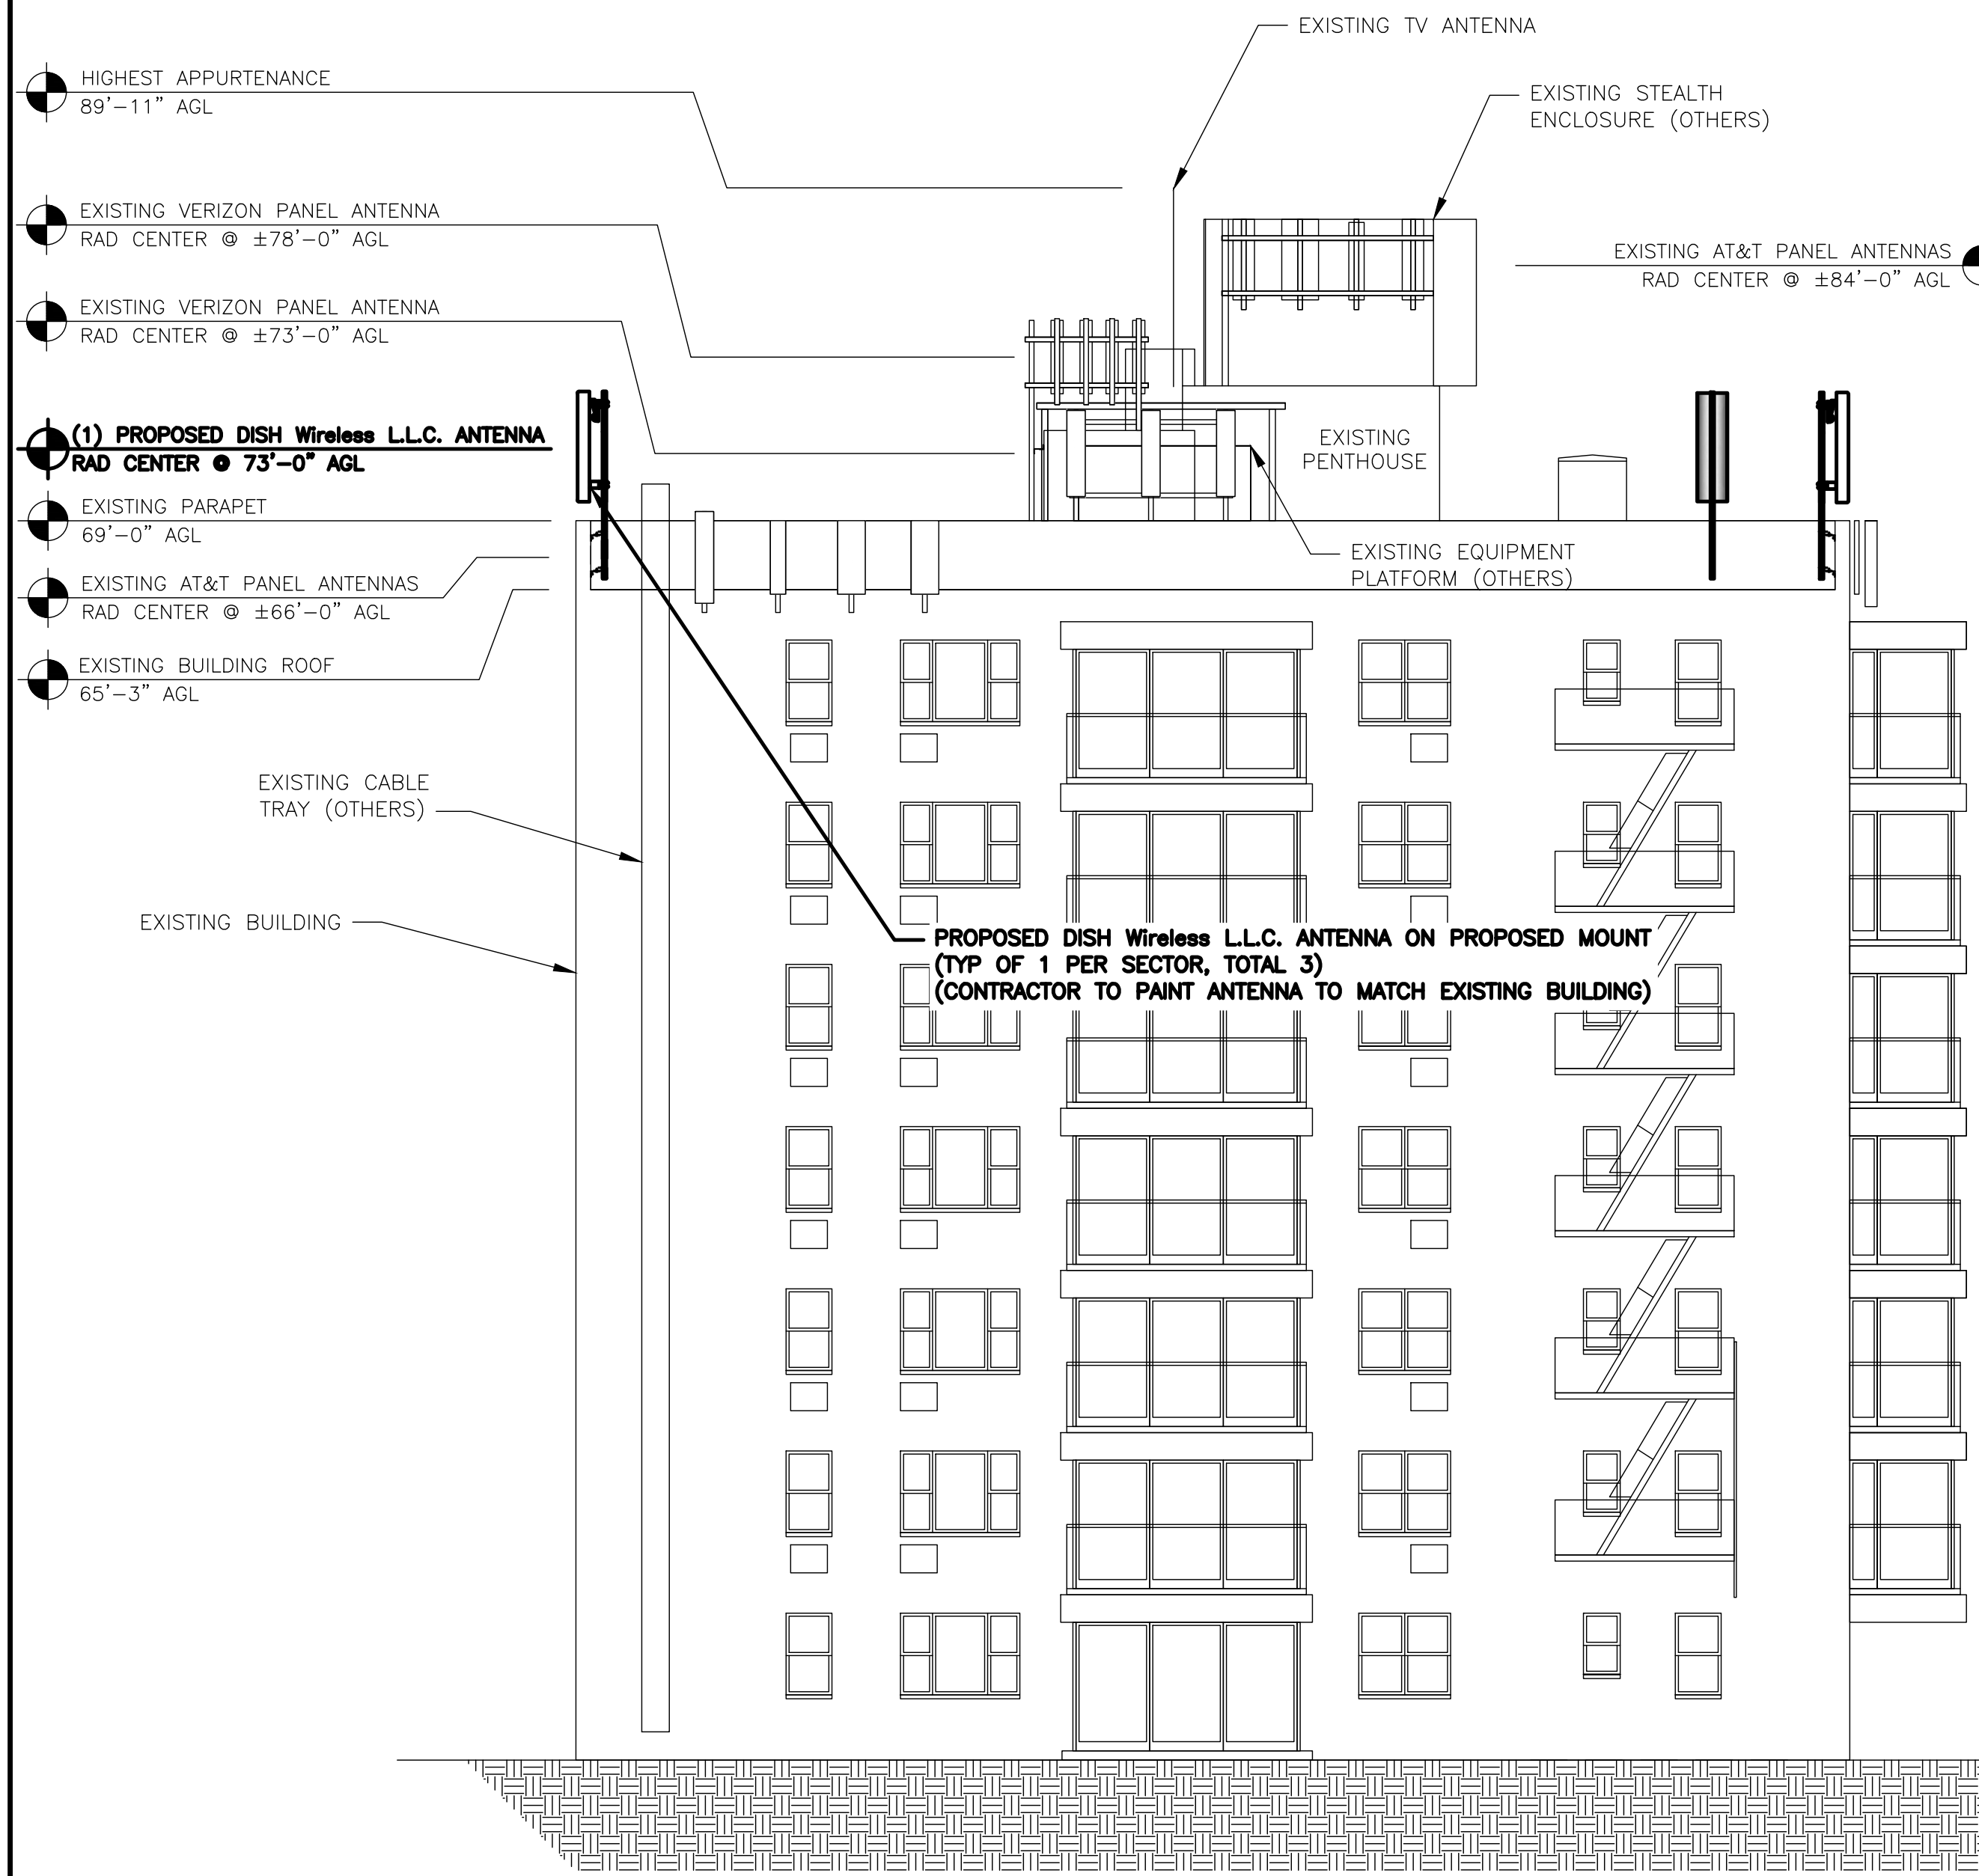 EXISTING TV ANTENNA
HIGHEST APPURTENANCE
89'-11" AGL
EXISTING STEALTH
ENCLOSURE (OTHERS)
EXISTING VERIZON PANEL ANTENNA
RAD CENTER @ ±78'-0" AGL
EXISTING AT&T PANEL ANTENNAS
RAD CENTER @ ±84'-0" AGL
EXISTING VERIZON PANEL ANTENNA
RAD CENTER @ ±73'-0" AGL
(1) PROPOSED DISH Wireless L.L.C. ANTENNA
RAD CENTER @ 73'-0" AGL
EXISTING
PENTHOUSE
EXISTING PARAPET
69'-0" AGL
EXISTING EQUIPMENT
PLATFORM (OTHERS)
EXISTING AT&T PANEL ANTENNAS
RAD CENTER @ ±66'-0" AGL
EXISTING BUILDING ROOF
65'-3" AGL
EXISTING CABLE
TRAY (OTHERS)
EXISTING BUILDING
PROPOSED DISH Wireless L.L.C. ANTENNA ON PROPOSED MOUNT
(TYP OF 1 PER SECTOR, TOTAL 3)
(CONTRACTOR TO PAINT ANTENNA TO MATCH EXISTING BUILDING)